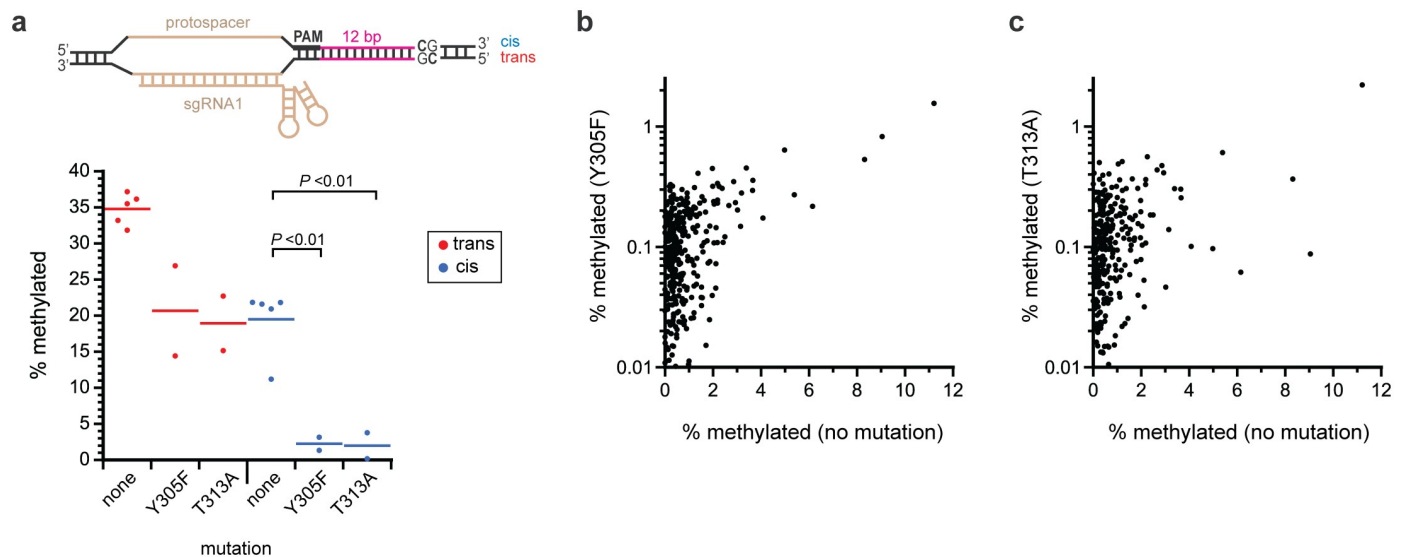 a
protospacer
PAM
12 bp
5'
3'
CG
GC
3'
5'
cis
trans
sgRNA1
% methylated
40
35
30
25
20
15
10
5
0
P <0.01
P <0.01
trans
cis
none
Y305F
T313A
none
Y305F
T313A
mutation
b
% methylated (Y305F)
1
0.1
0.01
0
2
4
6
8
10
12
% methylated (no mutation)
c
% methylated (T313A)
1
0.1
0.01
0
2
4
6
8
10
12
% methylated (no mutation)